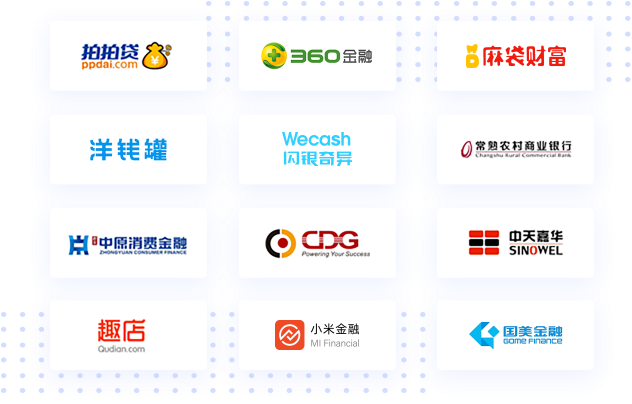 拍拍贷
ppdai.com
360金融
麻袋财富
洋钱罐
Wecash
闪银奇异
常熟农村商业银行
Changshu Rural Commercial Bank
中原消费金融
ZHONGYUAN CONSUMER FINANCE
CDG
Powering Your Success
中天嘉华
SINOWEL
趣店
Qudian.com
小米金融
MI Financial
国美金融
GOME FINANCE